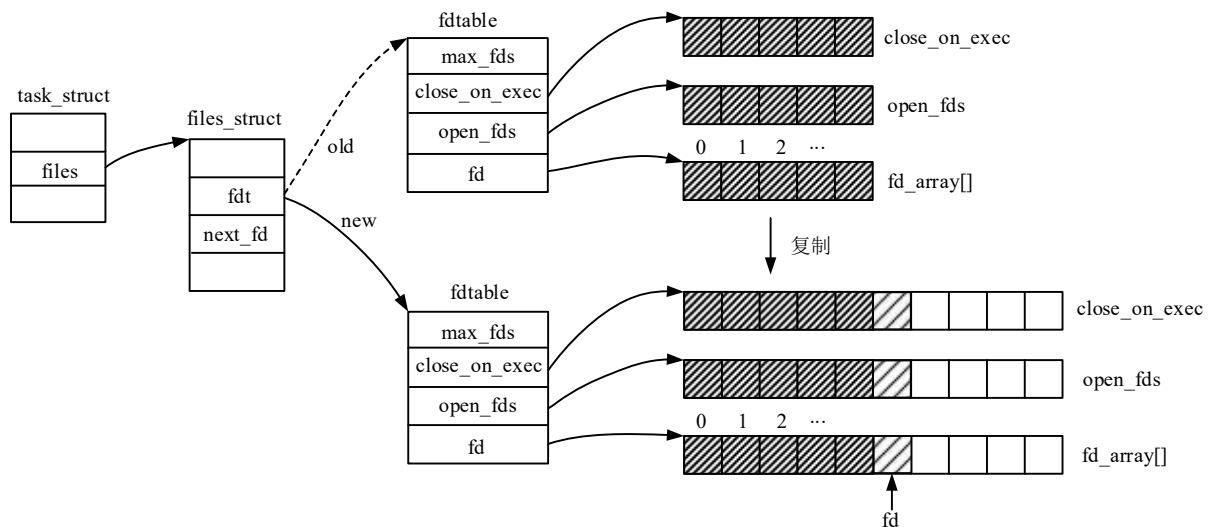 task_struct
files
files_struct
fdt
next_fd
old
new
fdtable
max_fds
close_on_exec
open_fds
fd
close_on_exec
open_fds
0 1 2 ...
fd_array[]
复制
fdtable
max_fds
close_on_exec
open_fds
fd
close_on_exec
open_fds
0 1 2 ...
fd_array[]
fd